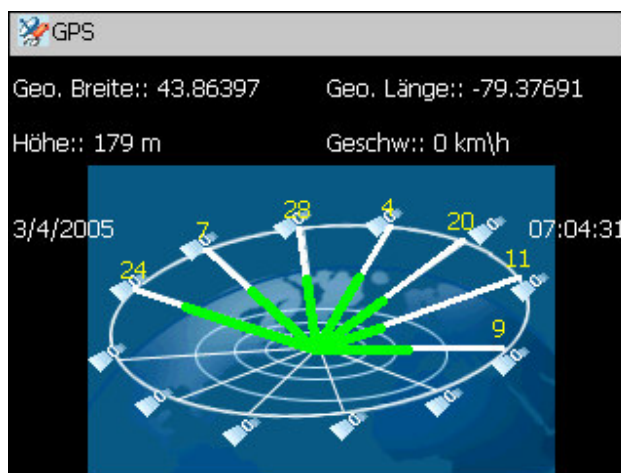 GPS
Geo. Breite:: 43.86397 Geo. Länge:: -79.37691
Höhe:: 179 m Geschw:: 0 km\h
3/4/2005 07:04:31
24 7 28 4 20 11 9